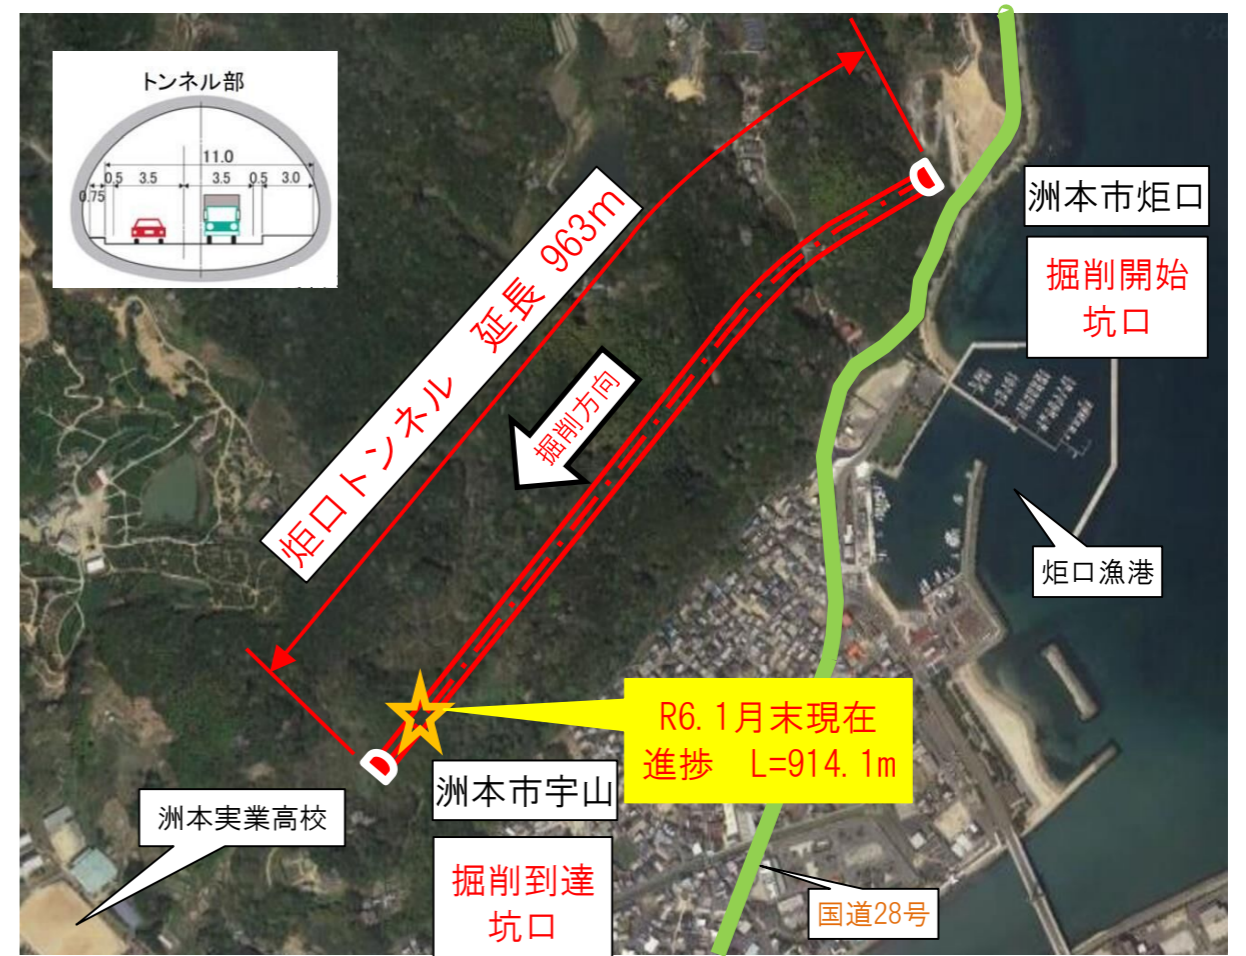 トンネル部
11.0
0.5 3.5 3.5 0.5 3.0
0.75
炬口トンネル 延長 963m
掘削方向
洲本市炬口
掘削開始
坑口
炬口漁港
R6.1月末現在
進捗 L=914.1m
洲本市宇山
掘削到達
坑口
洲本実業高校
国道28号